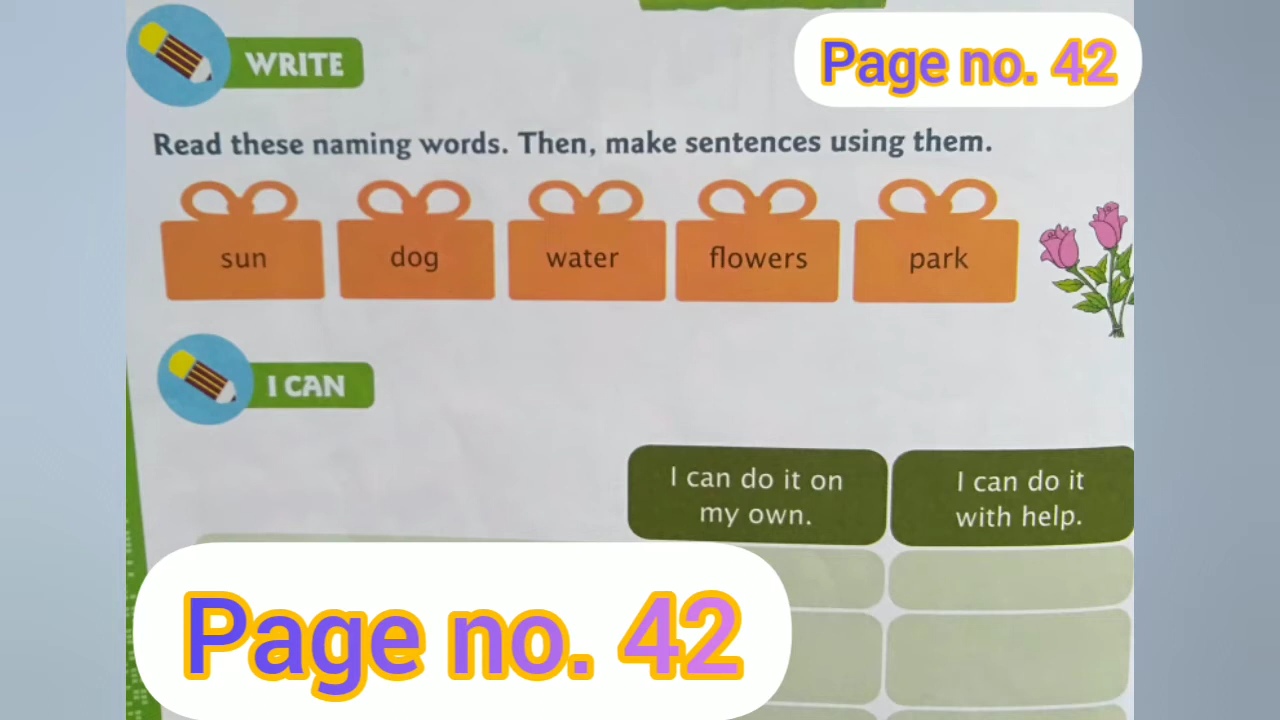 WRITE
Page no. 42
Read these naming words. Then, make sentences using them.
sun dog water flowers park
I CAN
I can do it on
my own.
I can do it
with help.
Page no. 42